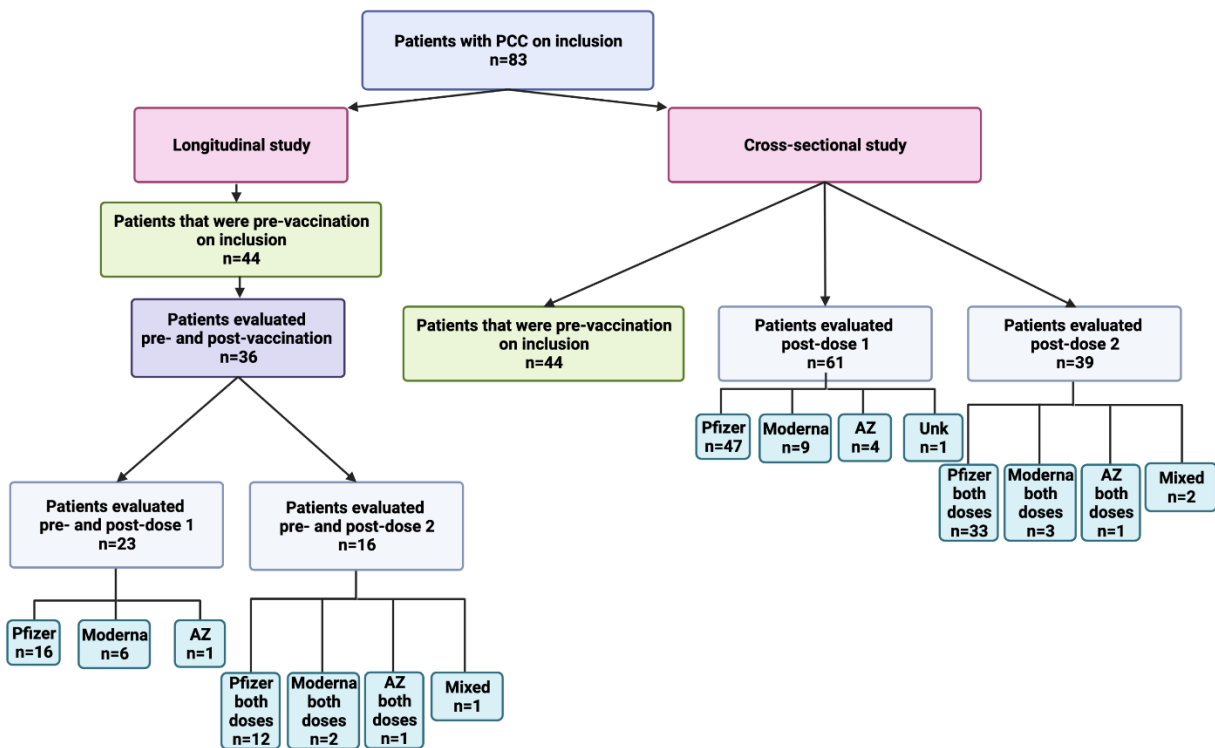 Patients with PCC on inclusion
n=83
Longitudinal study
Cross-sectional study
Patients that were pre-vaccination
on inclusion
n=44
Patients evaluated
pre- and post-vaccination
n=36
Patients that were pre-vaccination
on inclusion
n=44
Patients evaluated
post-dose 1
n=61
Patients evaluated
post-dose 2
n=39
Pfizer
n=47
Moderna
n=9
AZ
n=4
Unk
n=1
Pfizer
both
doses
n=33
Moderna
both
doses
n=3
AZ
both
doses
n=1
Mixed
n=2
Patients evaluated
pre- and post-dose 1
n=23
Patients evaluated
pre- and post-dose 2
n=16
Pfizer
n=16
Moderna
n=6
AZ
n=1
Pfizer
both
doses
n=12
Moderna
both
doses
n=2
AZ
both
doses
n=1
Mixed
n=1